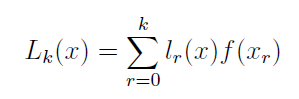 $$L_k(x) = \sum_{r=0}^{k} l_r(x) f(x_r)$$